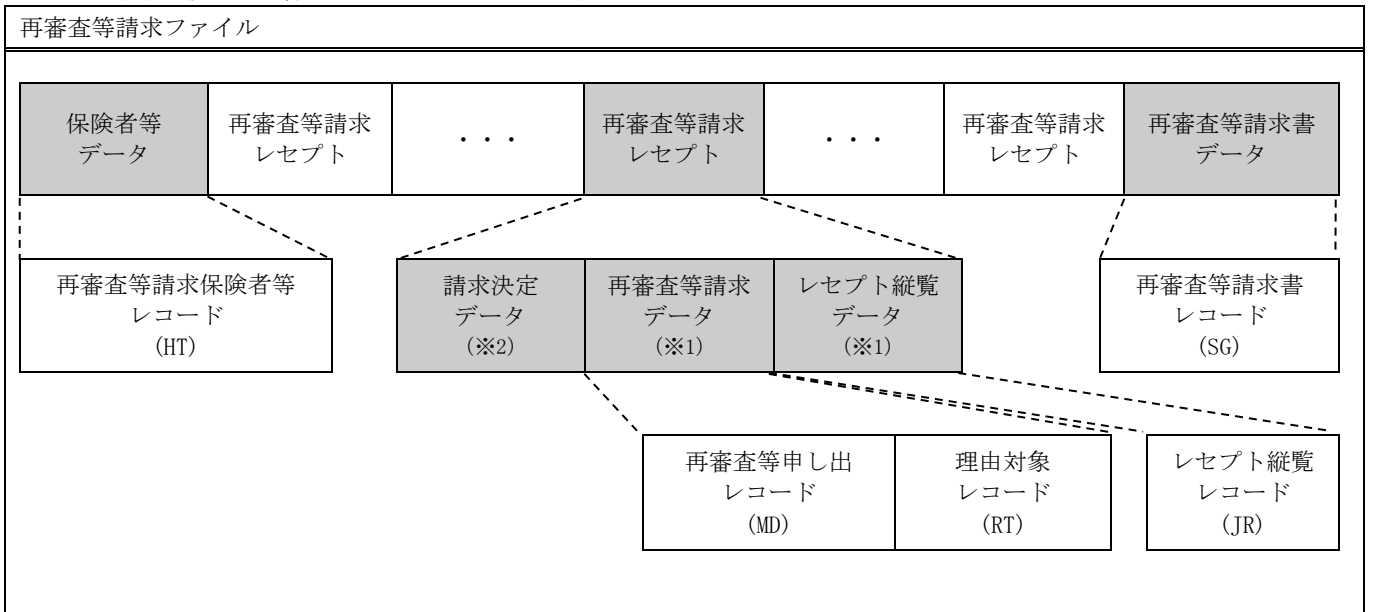 再審査等請求ファイル
保険者等
データ
再審査等請求
レセプト
・・・
再審査等請求
レセプト
・・・
再審査等請求
レセプト
再審査等請求書
データ
再審査等請求保険者等
レコード
(HT)
請求決定
データ
(※2)
再審査等請求
データ
(※1)
レセプト縦覧
データ
(※1)
再審査等請求書
レコード
(SG)
再審査等申し出
レコード
(MD)
理由対象
レコード
(RT)
レセプト縦覧
レコード
(JR)